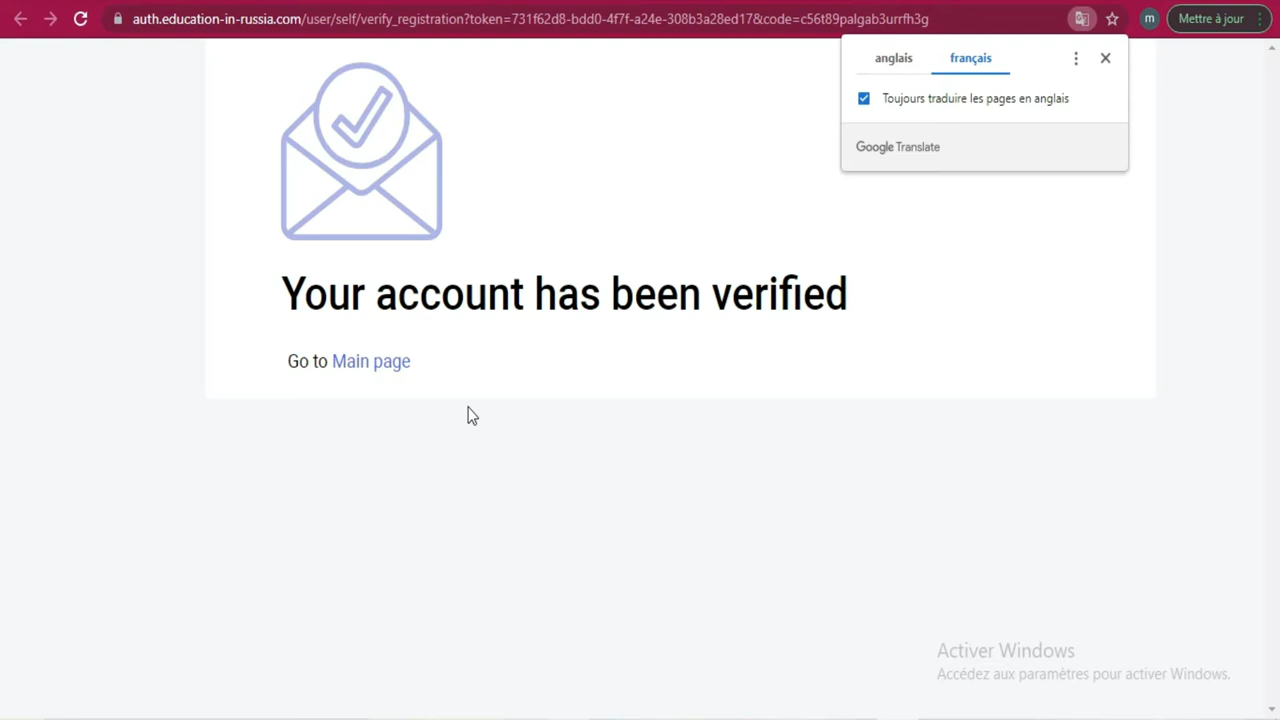 auth.education-in-russia.com/user/self/verify_registration?token=731f62d8-bdd0-4f7f-a24e-308b3a28ed17&code=c56t89palgab3urrfh3g
m
Mettre à jour
anglais
français
Toujours traduire les pages en anglais
Google Translate
Your account has been verified
Go to Main page
Activer Windows
Accédez aux paramètres pour activer Windows.